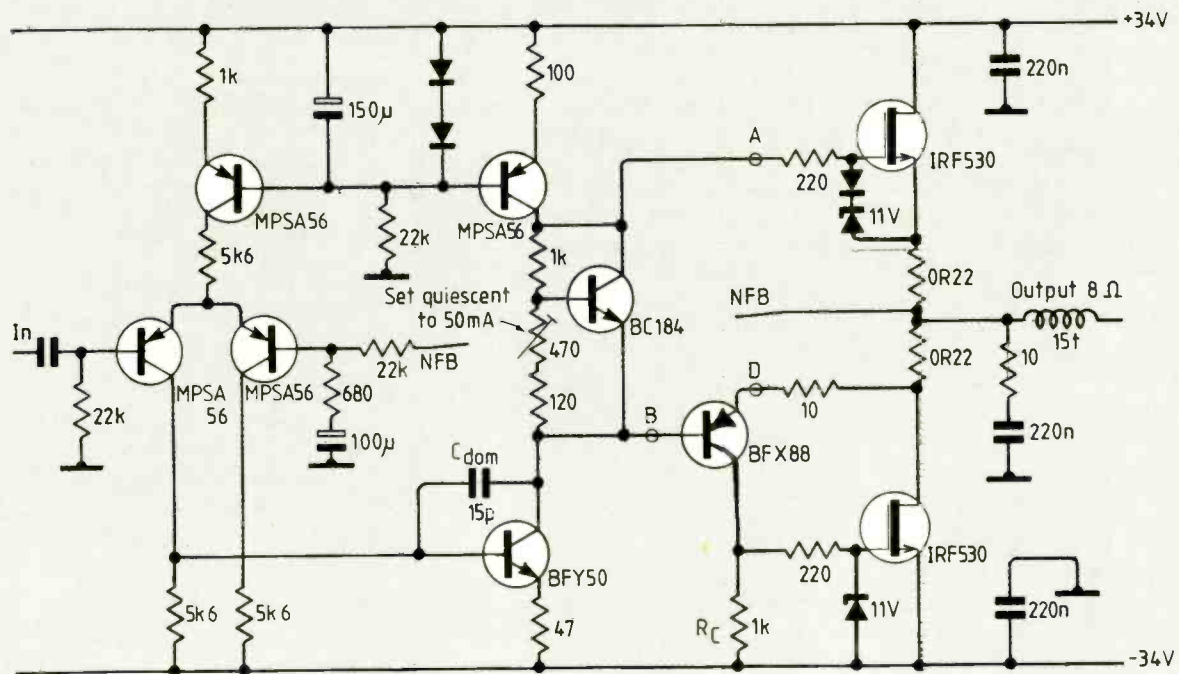 +34V
1k
150µ
100
220n
A
IRF530
220
11V
MPSA56
22k
MPSA56
5k6
1k
0R22
Set quiescent
to 50mA
BC184
NFB
Output 8 Ω
In
470
15t
22k
NFB
0R22
10
D
MPSA
56
MPSA56
680
120
10
22k
B
BFX88
100µ
220n
Cdom
15p
IRF530
BFY50
220
5k6
5k6
47
RC
1k
11V
220n
-34V